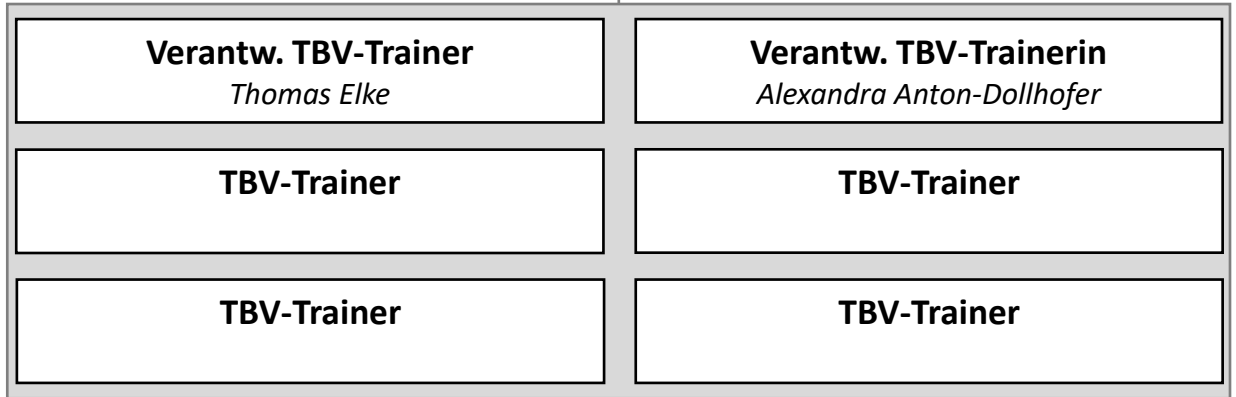 Verantw. TBV-Trainer
Thomas Elke
Verantw. TBV-Trainerin
Alexandra Anton-Dollhofer
TBV-Trainer
TBV-Trainer
TBV-Trainer
TBV-Trainer